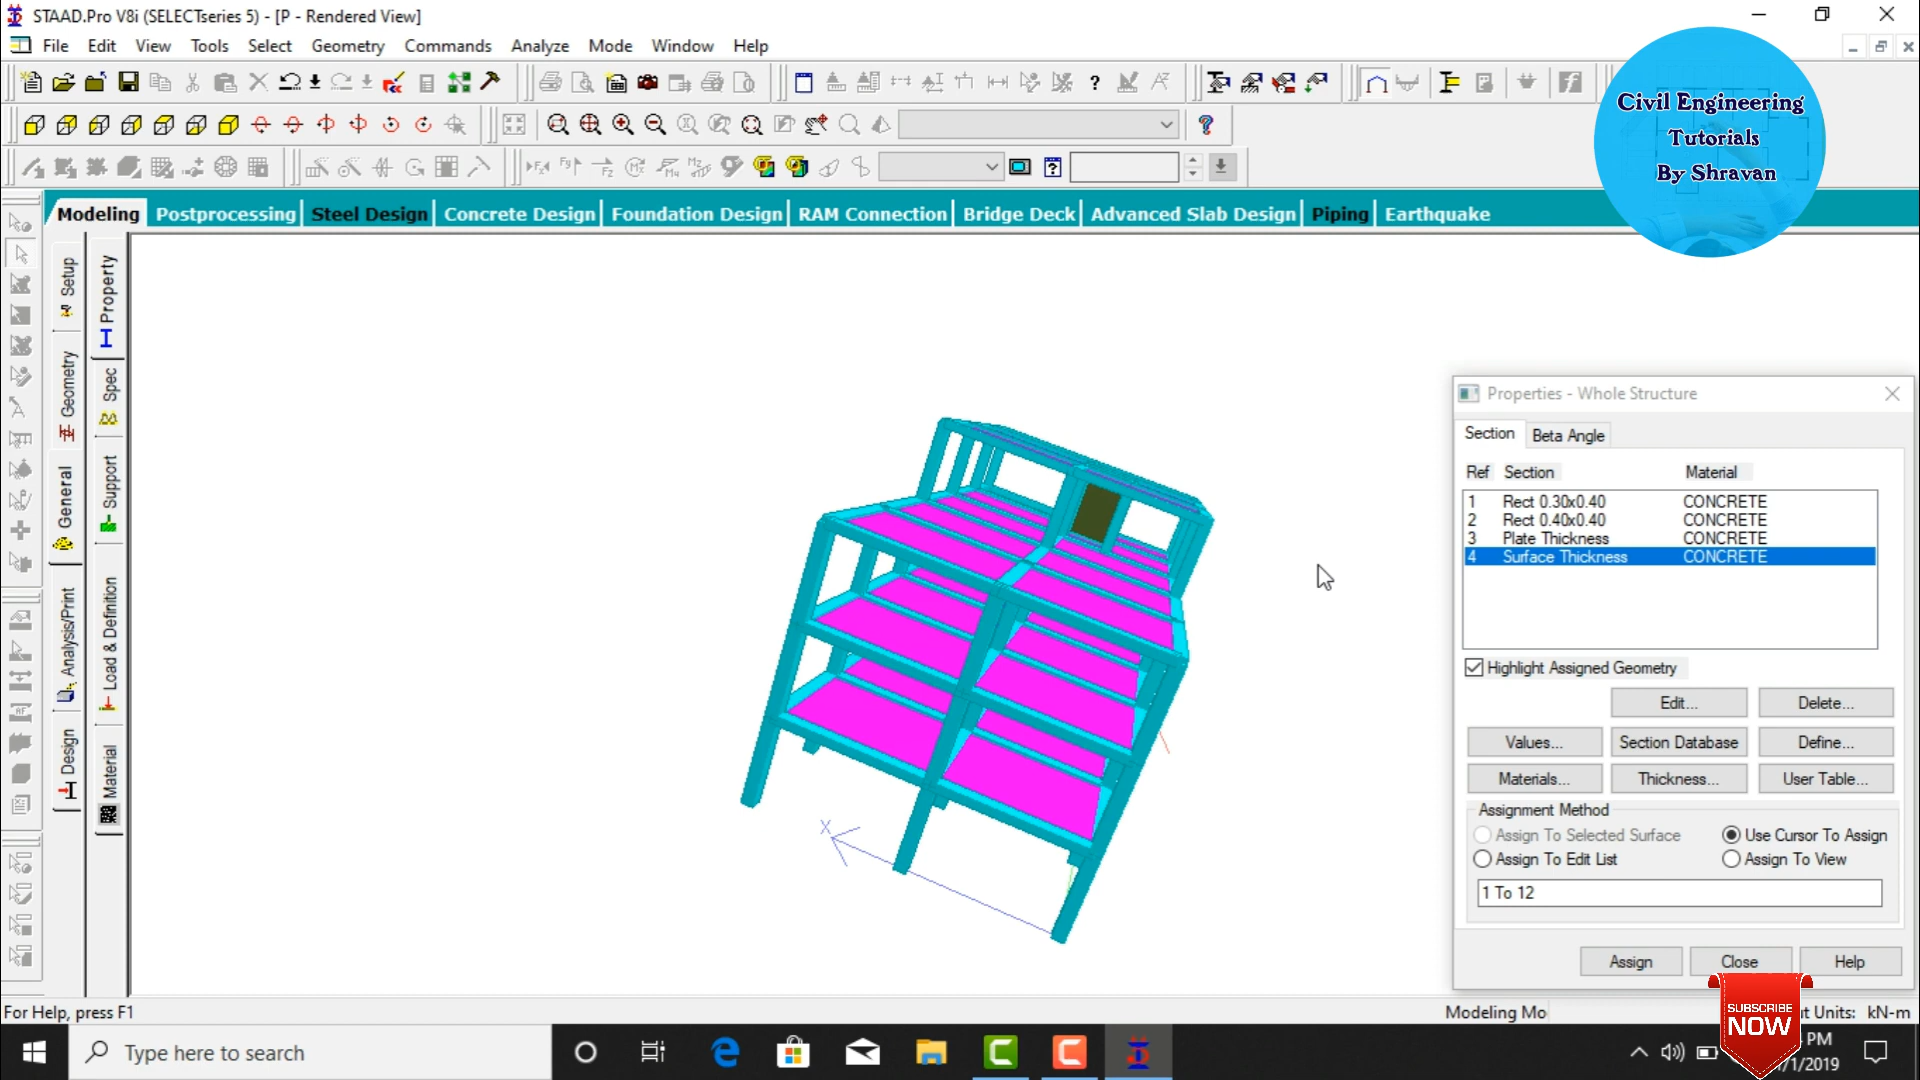 STAAD.Pro V8i (SELECTseries 5) - [P - Rendered View]
File Edit View Tools Select Geometry Commands Analyze Mode Window Help
Civil Engineering
Tutorials
By Shravan
Modeling Postprocessing Steel Design Concrete Design Foundation Design RAM Connection Bridge Deck Advanced Slab Design Piping Earthquake
Setup
Geometry
General
Analysis/Print
Design
Property
Spec
Support
Load & Definition
Material
X
Properties - Whole Structure
Section Beta Angle
Ref Section Material
1 Rect 0.30x0.40 CONCRETE
2 Rect 0.40x0.40 CONCRETE
3 Plate Thickness CONCRETE
4 Surface Thickness CONCRETE
Highlight Assigned Geometry
Edit... Delete...
Values... Section Database Define...
Materials... Thickness... User Table...
Assignment Method
Assign To Selected Surface Use Cursor To Assign
Assign To Edit List Assign To View
1 To 12
Assign Close Help
For Help, press F1
Modeling Mo
t Units: kN-m
SUBSCRIBE
NOW
Type here to search
PM
/1/2019